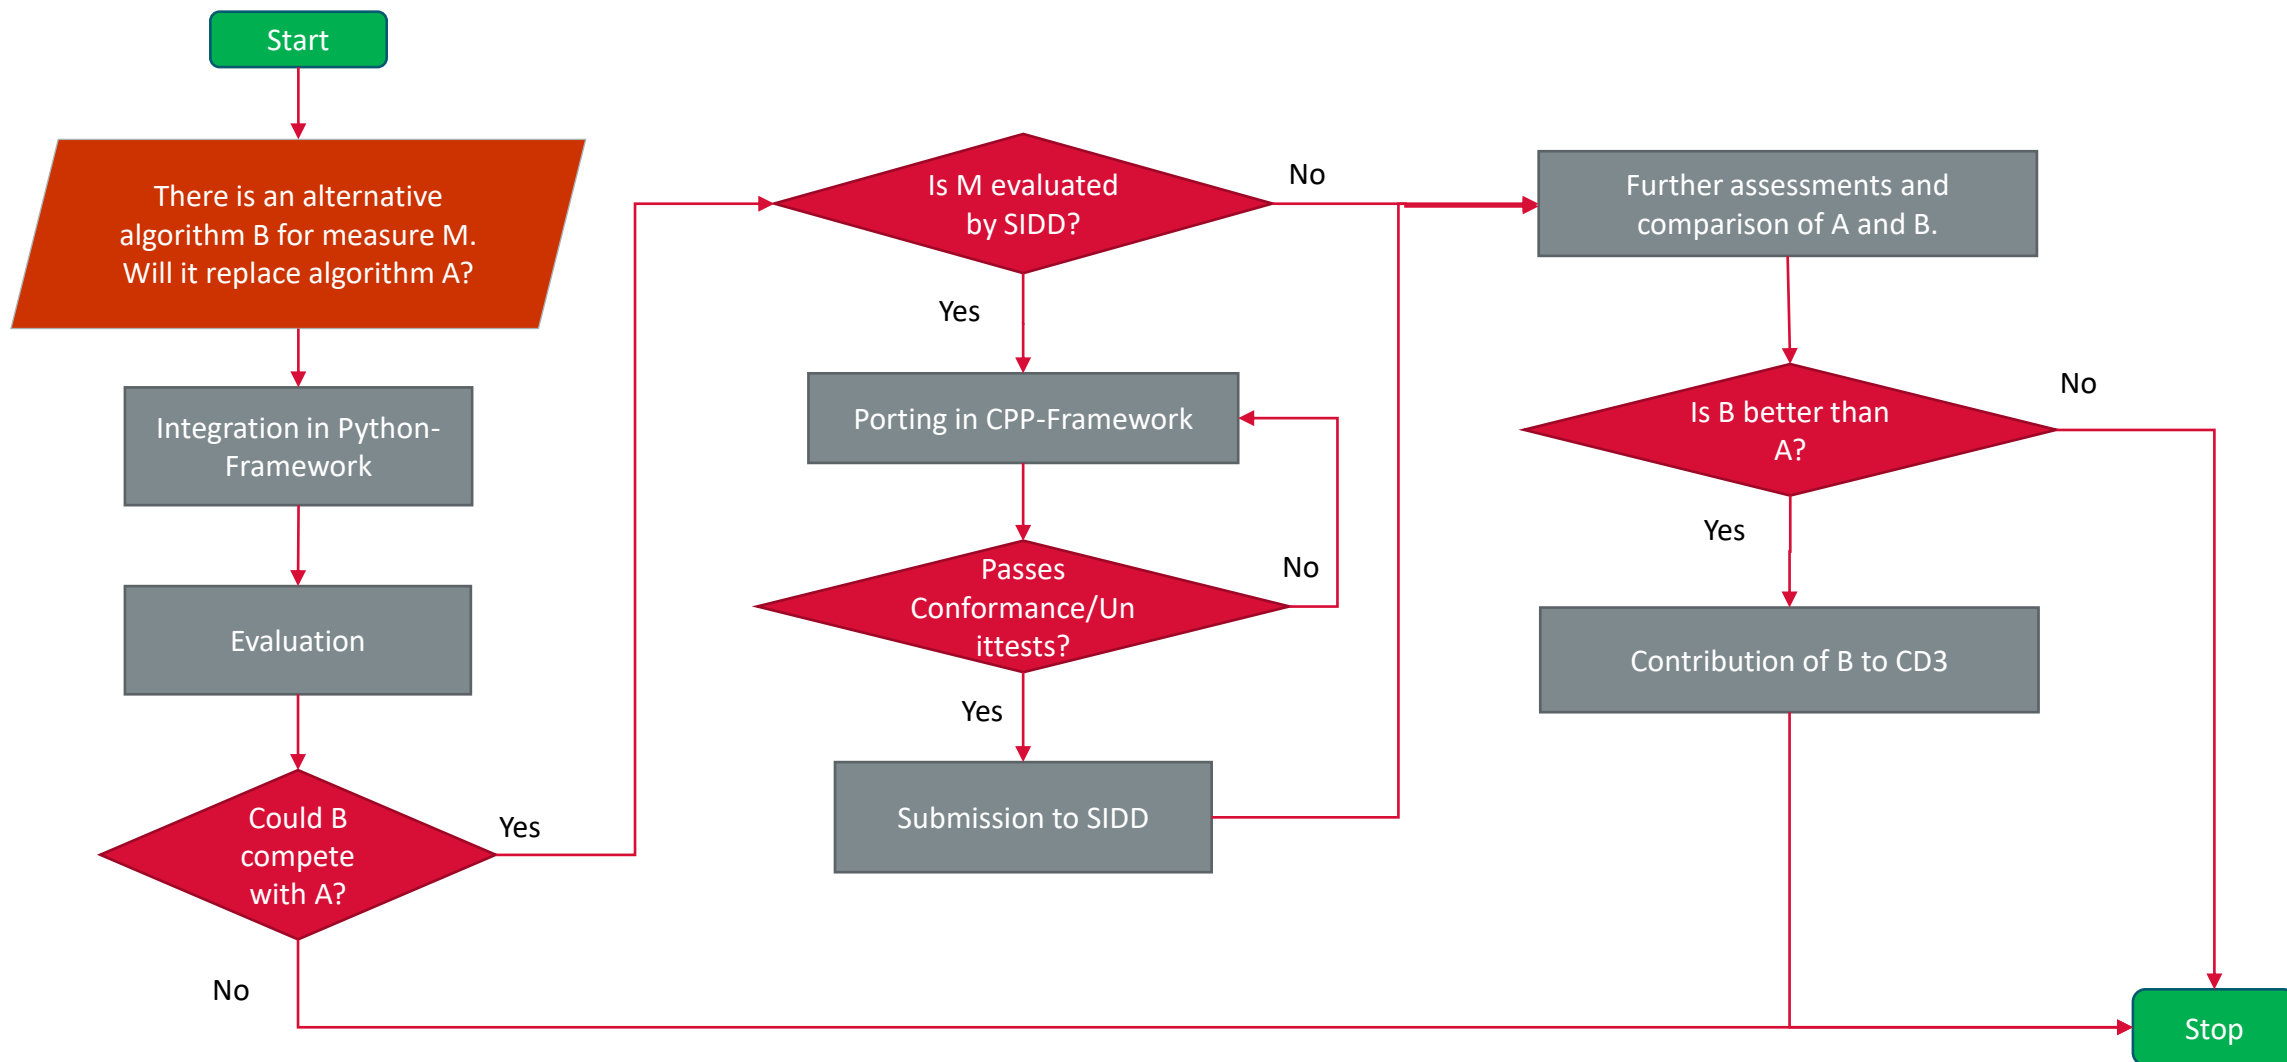 Start
There is an alternative
algorithm B for measure M.
Will it replace algorithm A?
Integration in Python-
Framework
Evaluation
Could B
compete
with A?
Yes
No
Is M evaluated
by SIDD?
No
Yes
Porting in CPP-Framework
Passes
Conformance/Un
ittests?
No
Yes
Submission to SIDD
Further assessments and
comparison of A and B.
Is B better than
A?
No
Yes
Contribution of B to CD3
Stop